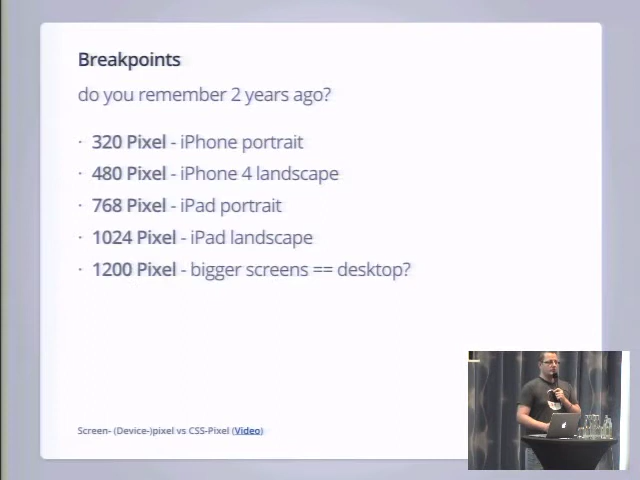 Breakpoints
do you remember 2 years ago?
· 320 Pixel - iPhone portrait
· 480 Pixel - iPhone 4 landscape
· 768 Pixel - iPad portrait
· 1024 Pixel - iPad landscape
· 1200 Pixel - bigger screens == desktop?
Screen- (Device-)pixel vs CSS-Pixel (Video)